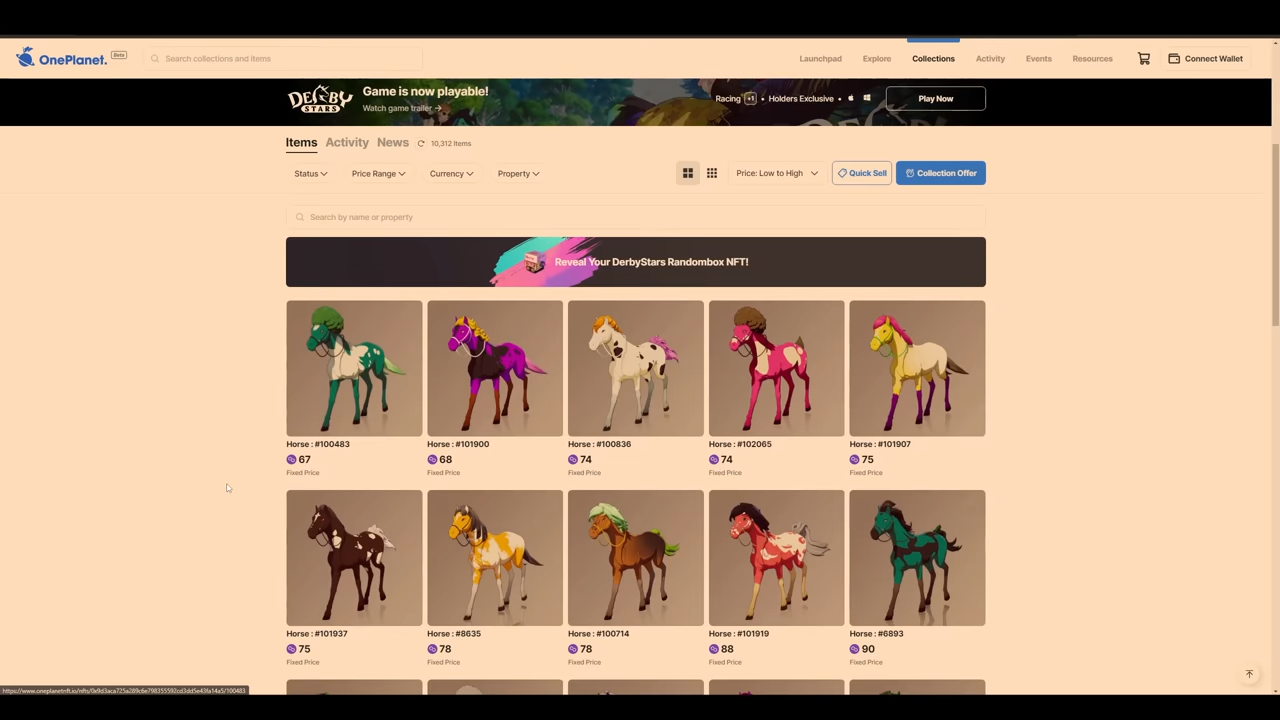 OnePlanet. Beta
Search collections and items
Launchpad Explore Collections Activity Events Resources Connect Wallet
DERBY STARS
Game is now playable!
Watch game trailer →
Racing +1 • Holders Exclusive •
Play Now
Items Activity News 10,312 Items
Status Price Range Currency Property
Price: Low to High Quick Sell Collection Offer
Search by name or property
Reveal Your DerbyStars Randombox NFT!
Horse : #100483 Horse : #101900 Horse : #100836 Horse : #102065 Horse : #101907
67 68 74 74 75
Fixed Price Fixed Price Fixed Price Fixed Price Fixed Price
Horse : #101937 Horse : #8635 Horse : #100714 Horse : #101919 Horse : #6893
75 78 78 88 90
Fixed Price Fixed Price Fixed Price Fixed Price Fixed Price